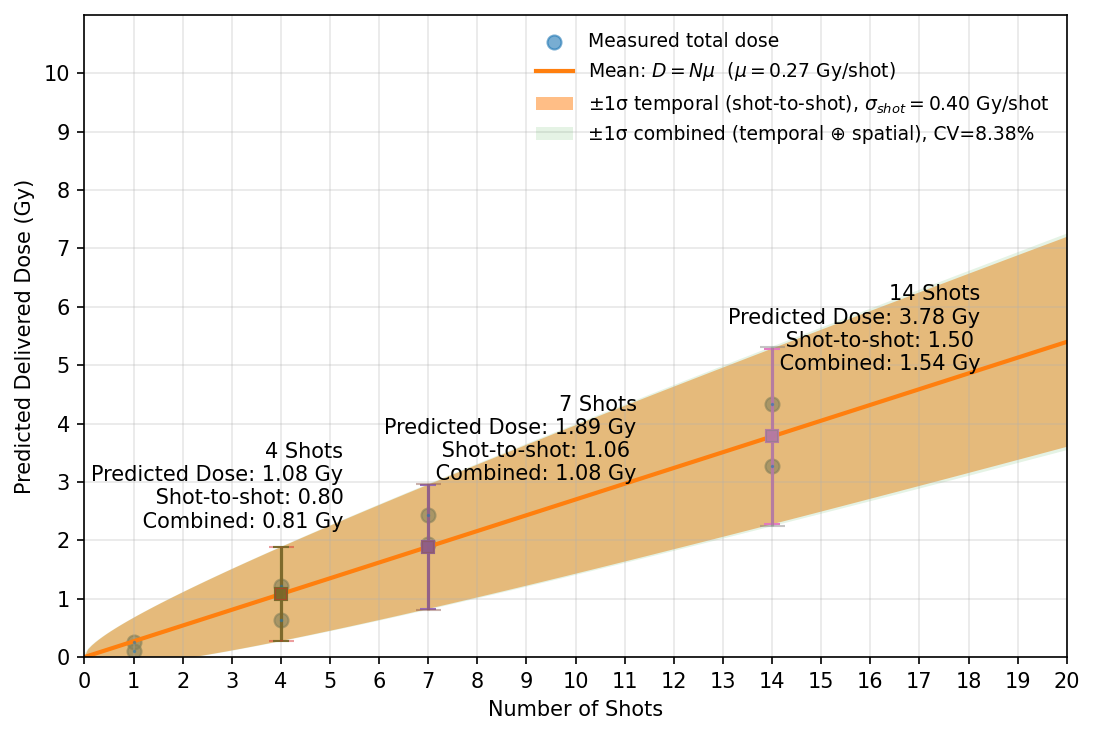 Measured total dose
Mean: D = Nμ (μ = 0.27 Gy/shot)
±1σ temporal (shot-to-shot), σ_shot = 0.40 Gy/shot
±1σ combined (temporal ⊕ spatial), CV=8.38%
Predicted Delivered Dose (Gy)
10
9
8
7
6
5
4
3
2
1
0
14 Shots
Predicted Dose: 3.78 Gy
Shot-to-shot: 1.50
Combined: 1.54 Gy
7 Shots
Predicted Dose: 1.89 Gy
Shot-to-shot: 1.06
Combined: 1.08 Gy
4 Shots
Predicted Dose: 1.08 Gy
Shot-to-shot: 0.80
Combined: 0.81 Gy
0 1 2 3 4 5 6 7 8 9 10 11 12 13 14 15 16 17 18 19 20
Number of Shots